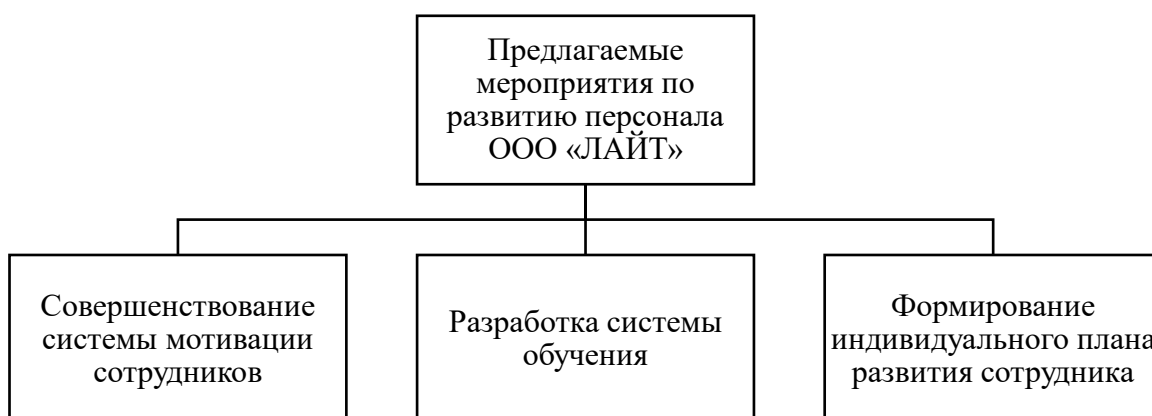 Предлагаемые
мероприятия по
развитию персонала
ООО «ЛАЙТ»
Совершенствование
системы мотивации
сотрудников
Разработка системы
обучения
Формирование
индивидуального плана
развития сотрудника